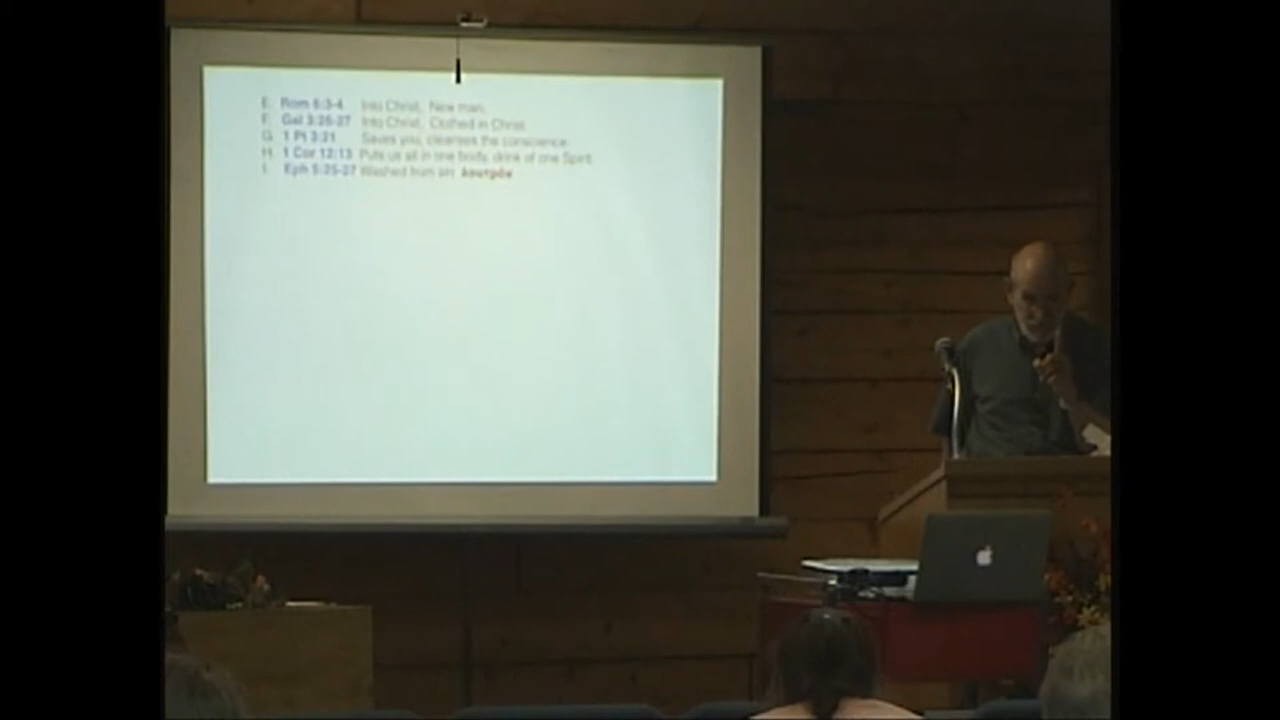 E. Rom 6:3-4 Into Christ, New man.
F. Gal 3:26-27 Into Christ, Clothed in Christ
G. 1 Pt 3:21 Saves you, cleanses the conscience.
H. 1 Cor 12:13 Puts us all in one body, drink of one Spirit.
I. Eph 5:25-27 Washed from sin λουτρόν